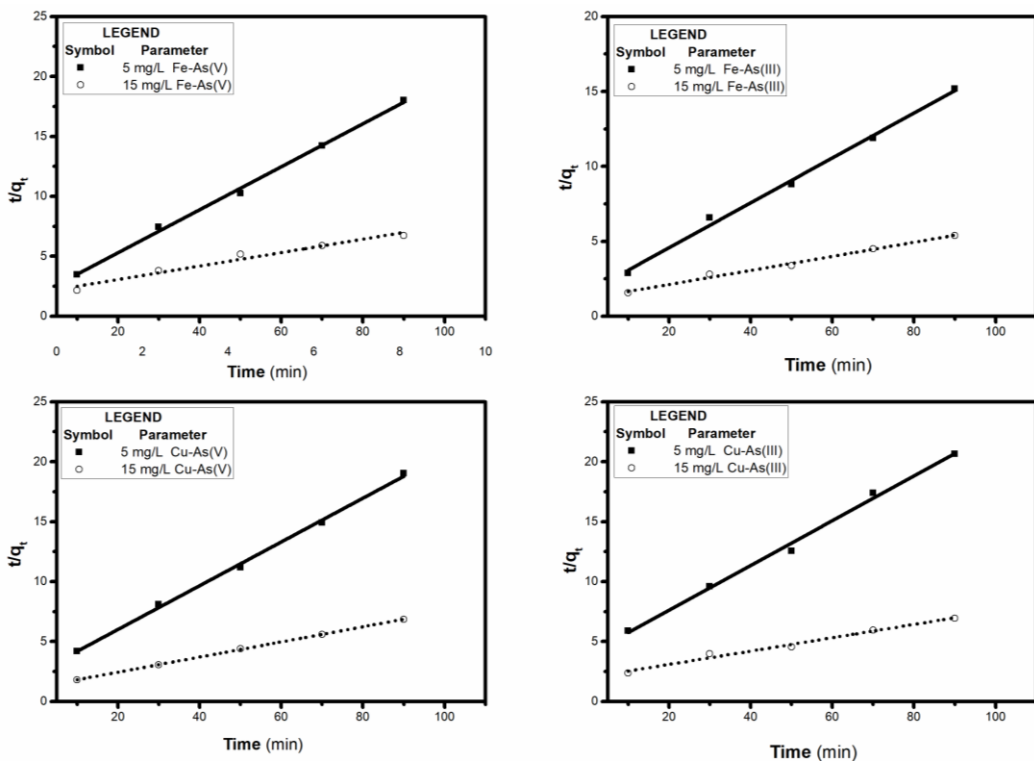 25
20
15
10
5
0
t/qt
LEGEND
Symbol Parameter
5 mg/L Fe-As(V)
15 mg/L Fe-As(V)
20 40 60 80 100
0 2 4 6 8 10
Time (min)
20
15
10
5
0
t/qt
LEGEND
Symbol Parameter
5 mg/L Fe-As(III)
15 mg/L Fe-As(III)
20 40 60 80 100
Time (min)
25
20
15
10
5
0
t/qt
LEGEND
Symbol Parameter
5 mg/L Cu-As(V)
15 mg/L Cu-As(V)
20 40 60 80 100
Time (min)
25
20
15
10
5
0
t/qt
LEGEND
Symbol Parameter
5 mg/L Cu-As(III)
15 mg/L Cu-As(III)
20 40 60 80 100
Time (min)